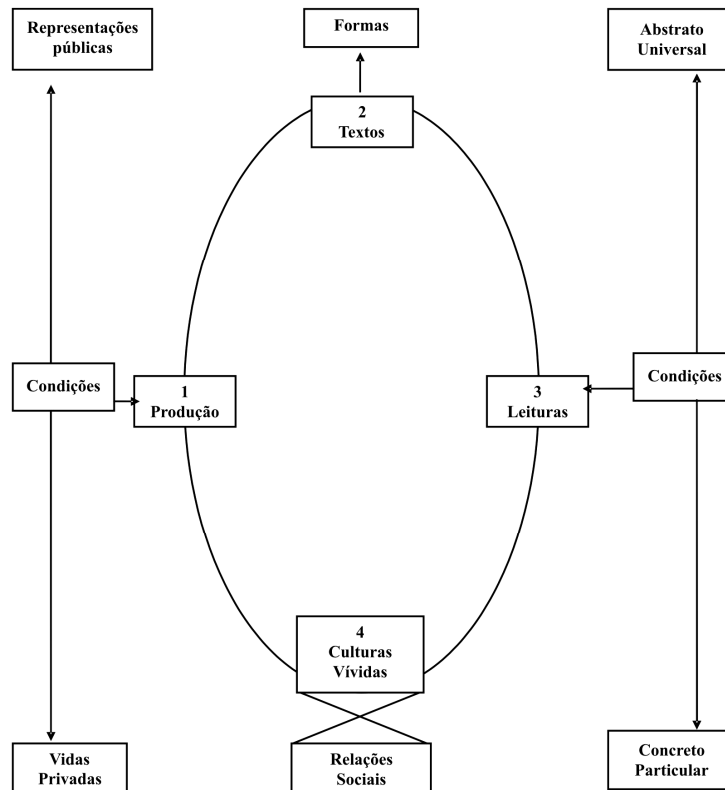 Representações
públicas
Formas
Abstrato
Universal
2
Textos
Condições
1
Produção
3
Leituras
Condições
4
Culturas
Vívidas
Vidas
Privadas
Relações
Sociais
Concreto
Particular